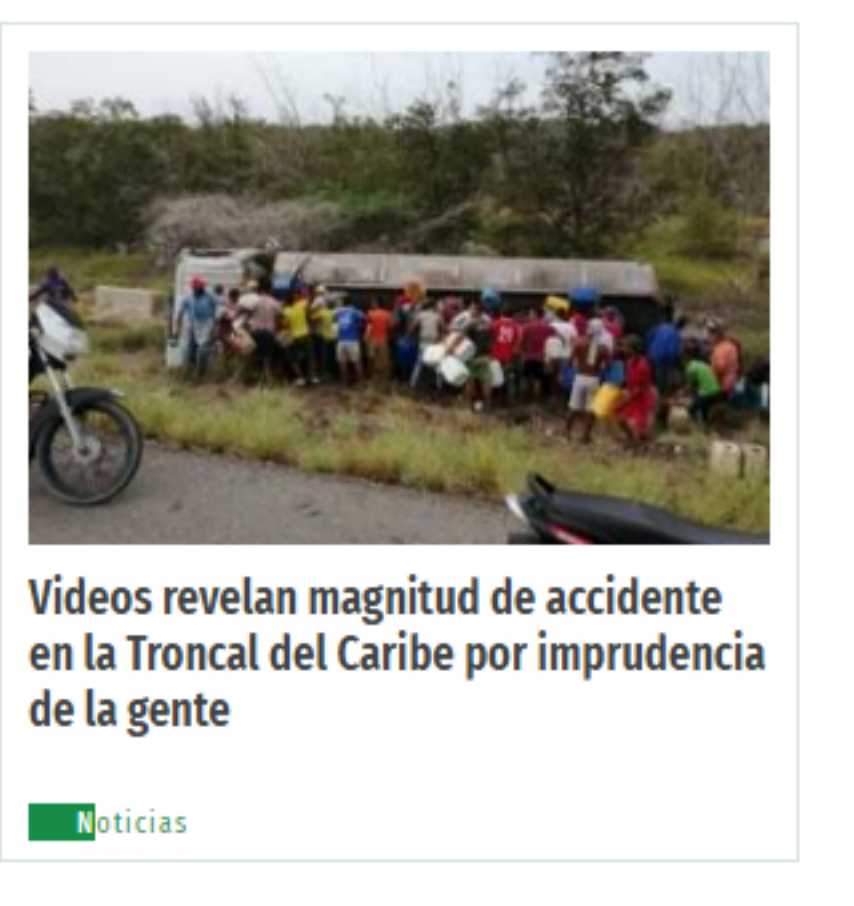 Videos revelan magnitud de accidente
en la Troncal del Caribe por imprudencia
de la gente
Noticias